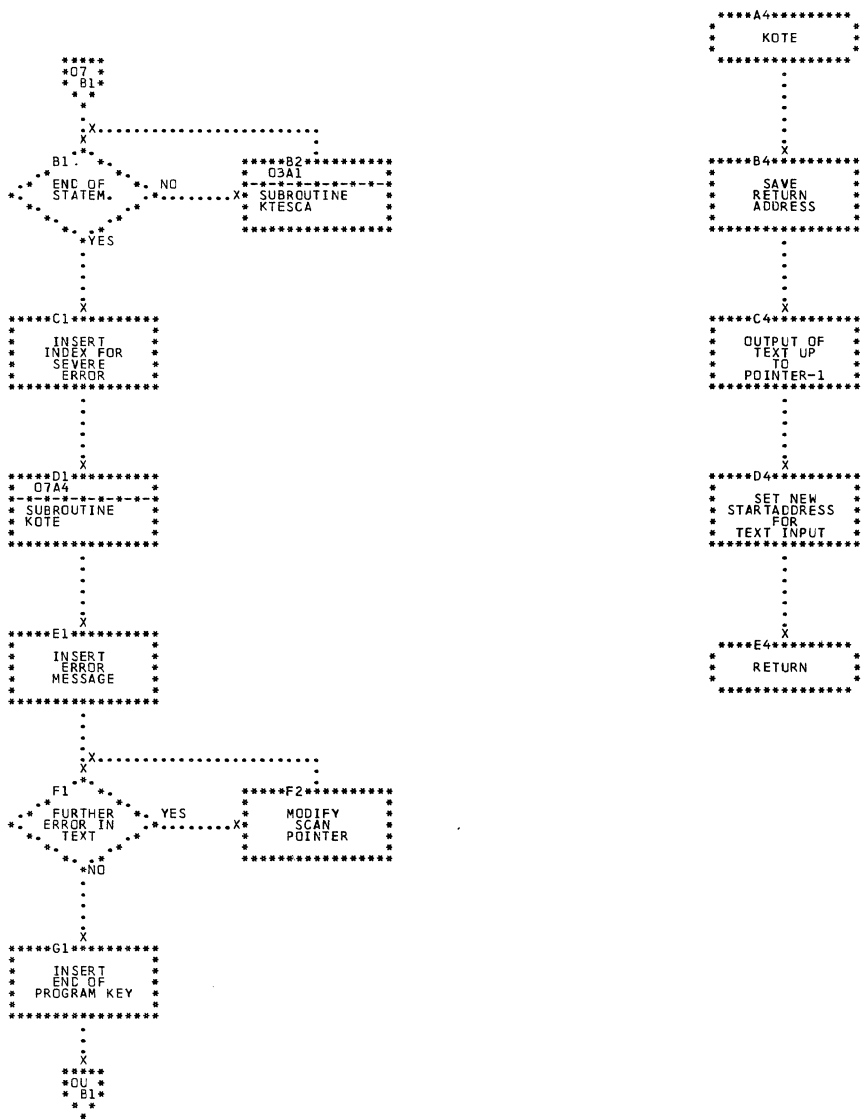 O7
B1
B1
END OF
STATEM.
NO
YES
B2
03A1
SUBROUTINE
KTESCA
C1
INSERT
INDEX FOR
SEVERE
ERROR
D1
07A4
SUBROUTINE
KOTE
E1
INSERT
ERROR
MESSAGE
F1
FURTHER
ERROR IN
TEXT
YES
NO
F2
MODIFY
SCAN
POINTER
G1
INSERT
END OF
PROGRAM KEY
OU
B1
A4
KOTE
B4
SAVE
RETURN
ADDRESS
C4
OUTPUT OF
TEXT UP
TO
POINTER-1
D4
SET NEW
STARTADDRESS
FOR
TEXT INPUT
E4
RETURN